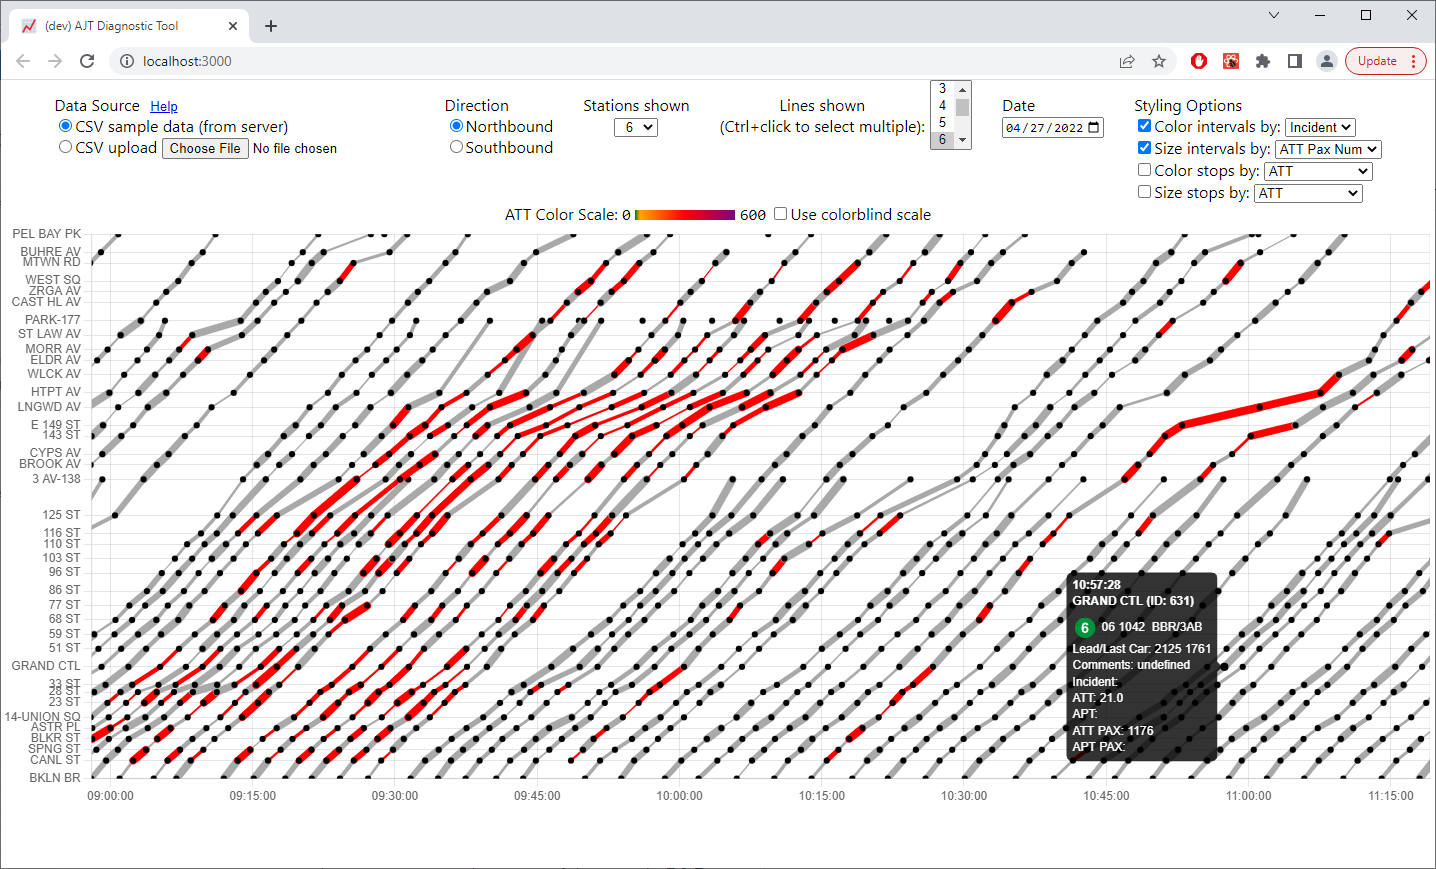 (dev) AJT Diagnostic Tool
localhost:3000
Update
Data Source Help
CSV sample data (from server)
CSV upload Choose File No file chosen
Direction
Northbound
Southbound
Stations shown
6
Lines shown
(Ctrl+click to select multiple):
3
4
5
6
Date
04/27/2022
Styling Options
Color intervals by: Incident
Size intervals by: ATT Pax Num
Color stops by: ATT
Size stops by: ATT
ATT Color Scale: 0 600 Use colorblind scale
PEL BAY PK
BUHRE AV
MTWN RD
WEST SQ
ZRGA AV
CAST HL AV
PARK-177
ST LAW AV
MORR AV
ELDR AV
WLCK AV
HTPT AV
LNGWD AV
E 149 ST
143 ST
CYPS AV
BROOK AV
3 AV-138
125 ST
116 ST
110 ST
103 ST
96 ST
86 ST
77 ST
68 ST
59 ST
51 ST
GRAND CTL
33 ST
28 ST
23 ST
14-UNION SQ
ASTR PL
BLKR ST
SPNG ST
CANL ST
BKLN BR
10:57:28
GRAND CTL (ID: 631)
6 06 1042 BBR/3AB
Lead/Last Car: 2125 1761
Comments: undefined
Incident:
ATT: 21.0
APT:
ATT PAX: 1176
APT PAX:
09:00:00 09:15:00 09:30:00 09:45:00 10:00:00 10:15:00 10:30:00 10:45:00 11:00:00 11:15:00